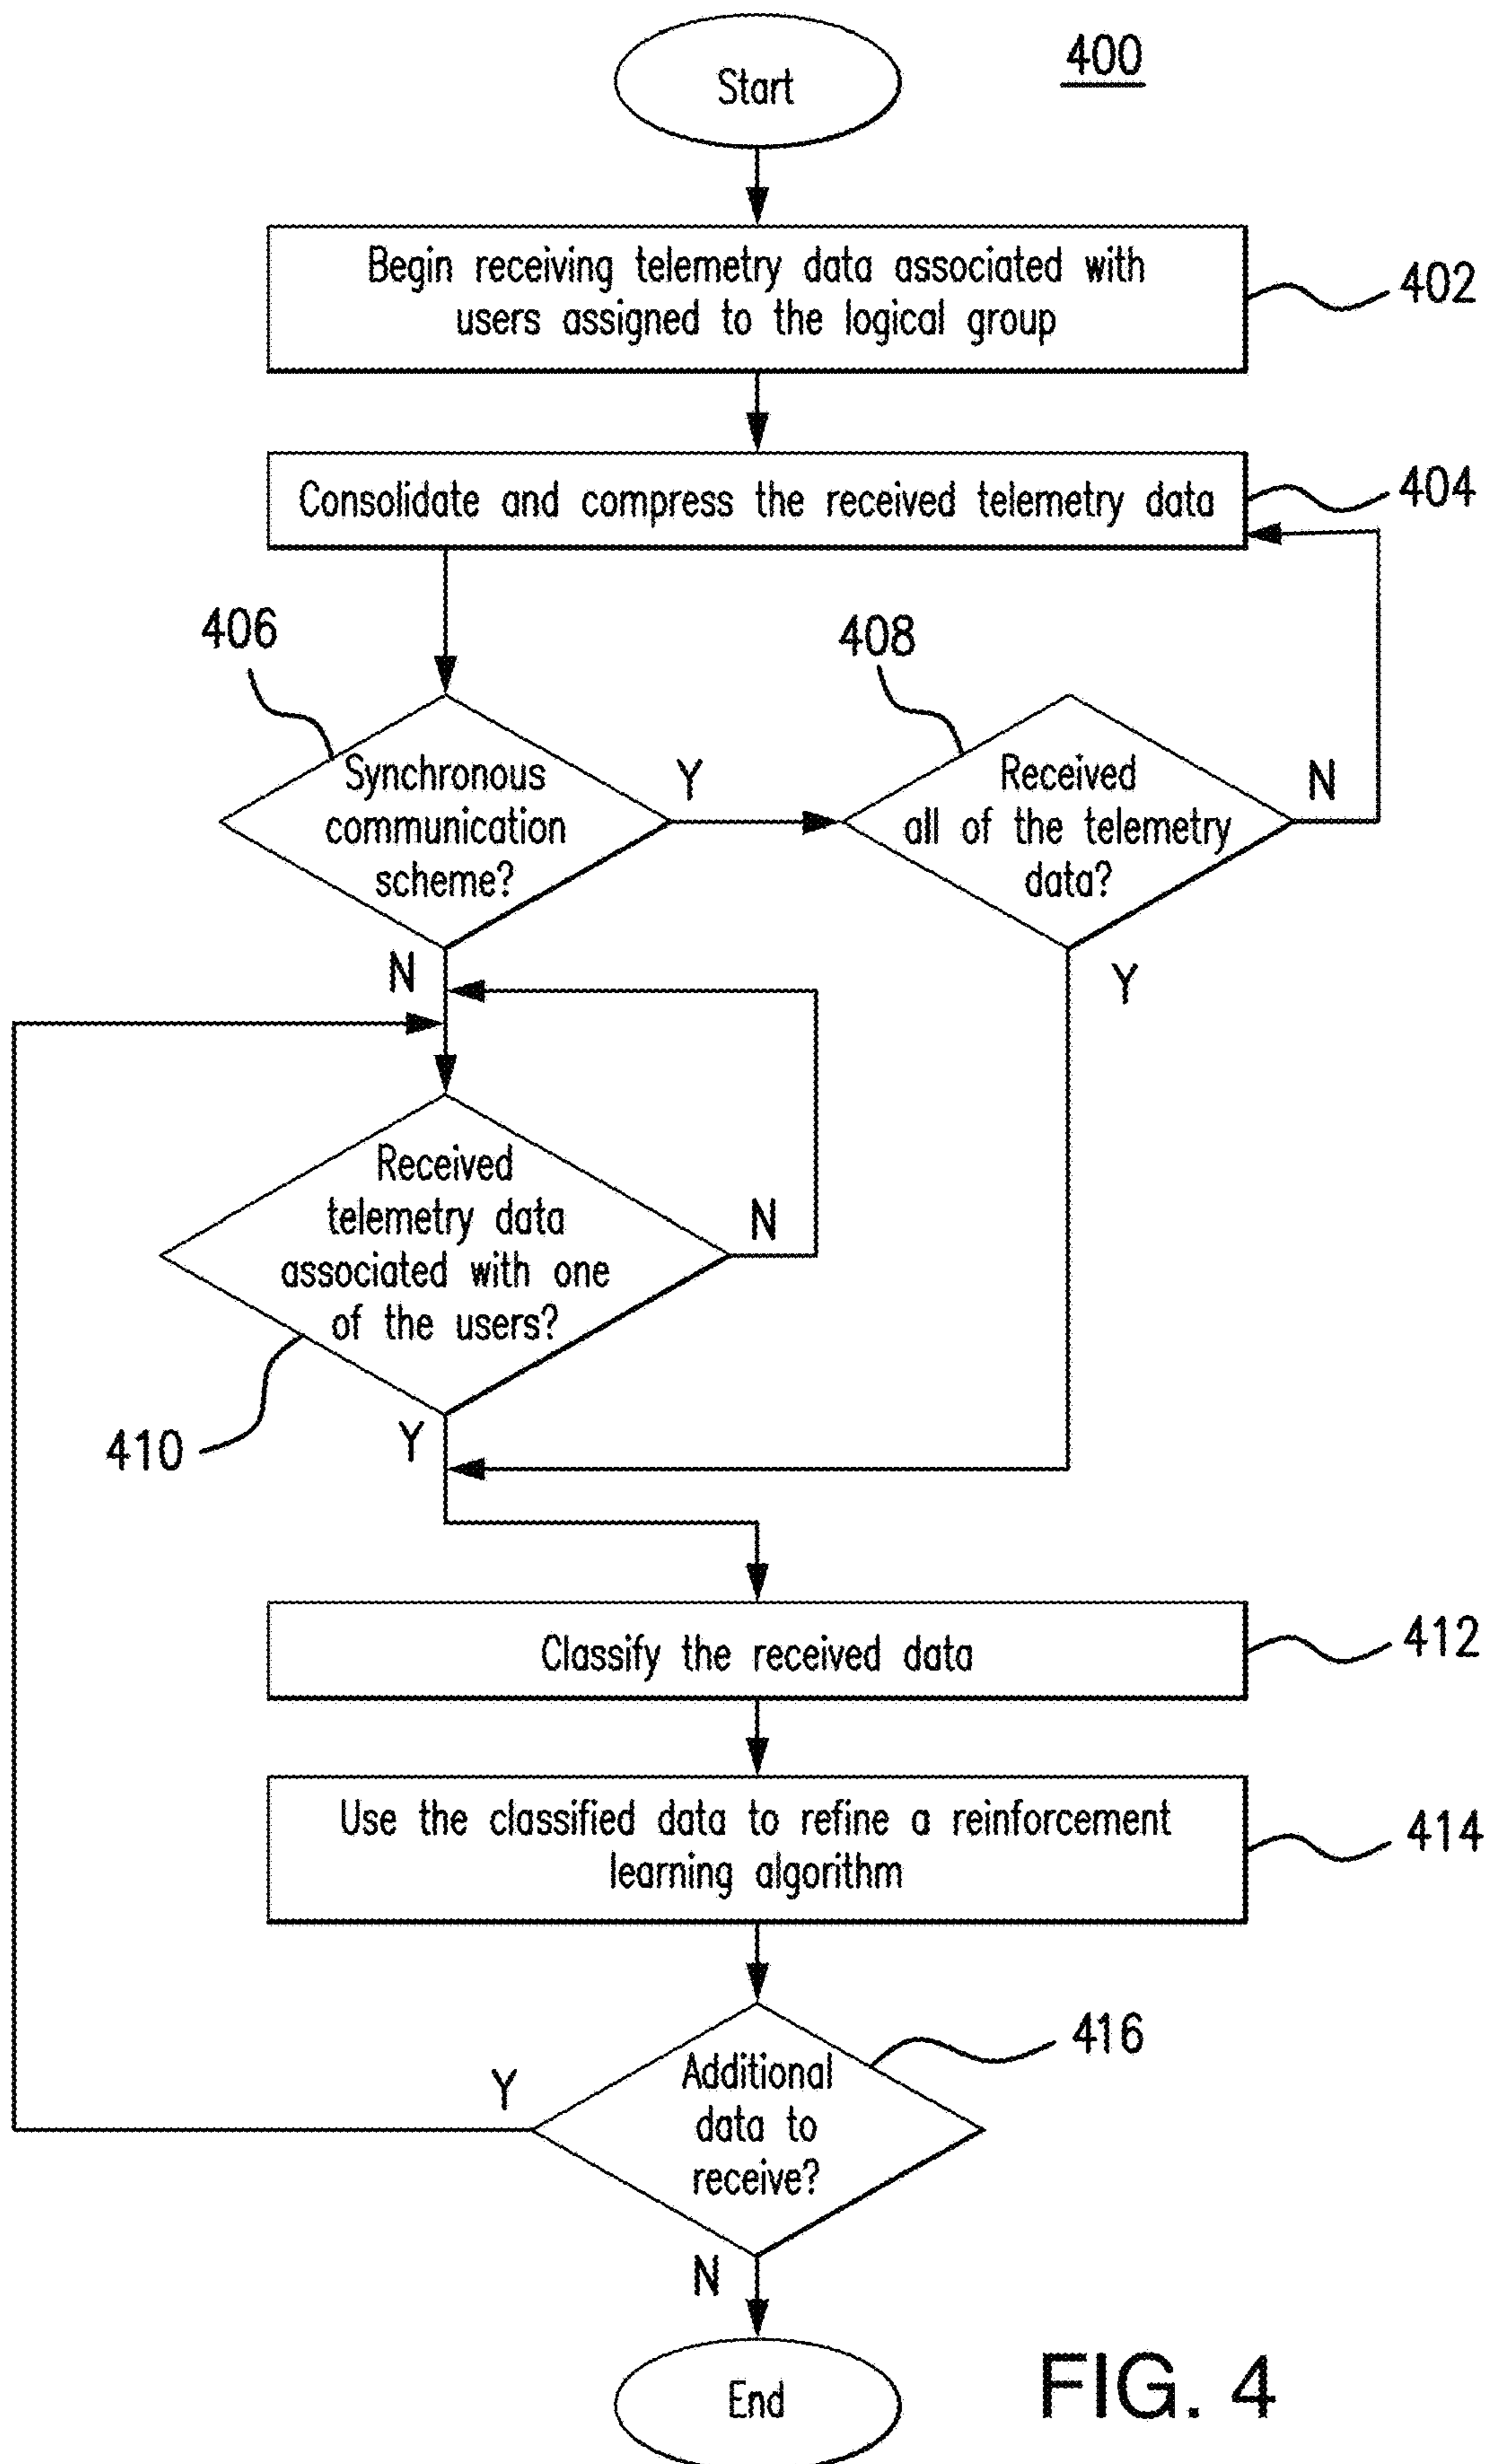 Start
400
Begin receiving telemetry data associated with
users assigned to the logical group
402
Consolidate and compress the received telemetry data
404
406
Synchronous
communication
scheme?
Y
N
408
Received
all of the telemetry
data?
N
Y
Received
telemetry data
associated with one
of the users?
N
Y
410
Classify the received data
412
Use the classified data to refine a reinforcement
learning algorithm
414
Additional
data to
receive?
416
Y
N
End
FIG. 4